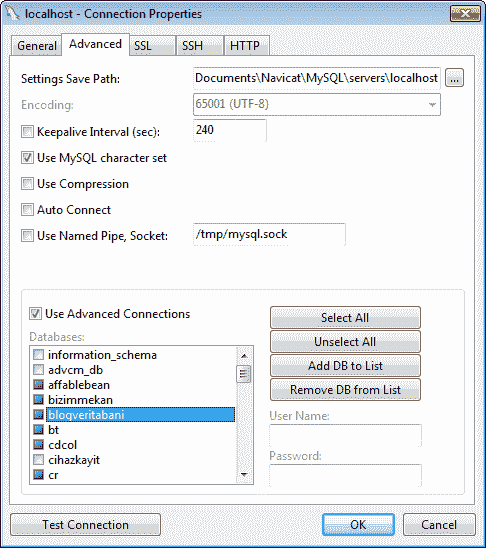 localhost - Connection Properties
General Advanced SSL SSH HTTP
Settings Save Path: Documents\Navicat\MySQL\servers\localhost ...
Encoding: 65001 (UTF-8)
Keepalive Interval (sec): 240
Use MySQL character set
Use Compression
Auto Connect
Use Named Pipe, Socket: /tmp/mysql.sock
Use Advanced Connections
Databases:
information_schema
advcm_db
affablebean
bizimmekan
blogveritabani
bt
cdcol
cihazkayit
cr
Select All
Unselect All
Add DB to List
Remove DB from List
User Name:
Password:
Test Connection OK Cancel